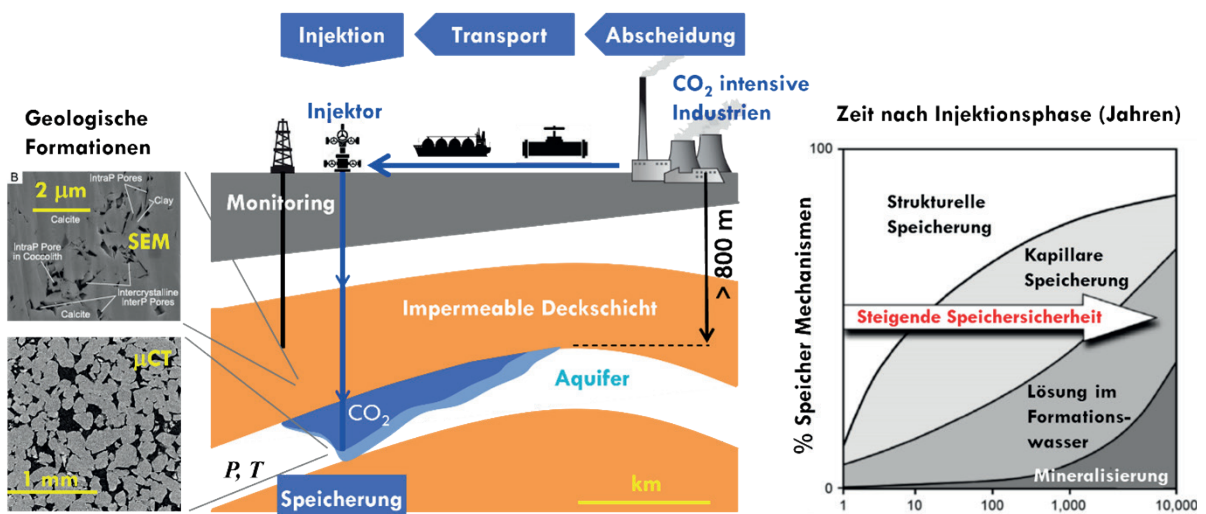 Injektion
Transport
Abscheidung
CO₂ intensive
Industrien
Injektor
Geologische
Formationen
B
2 µm
IntraP Pores
Clay
Calcite
SEM
IntraP Pore
in Coccolith
Intercrystalline
InterP Pores
Calcite
µCT
1 mm
Monitoring
> 800 m
Impermeable Deckschicht
Aquifer
CO₂
P, T
Speicherung
km
Zeit nach Injektionsphase (Jahren)
% Speicher Mechanismen
100
0
Strukturelle
Speicherung
Kapillare
Speicherung
Steigende Speichersicherheit
Lösung im
Formations-
wasser
Mineralisierung
1
10
100
1,000
10,000